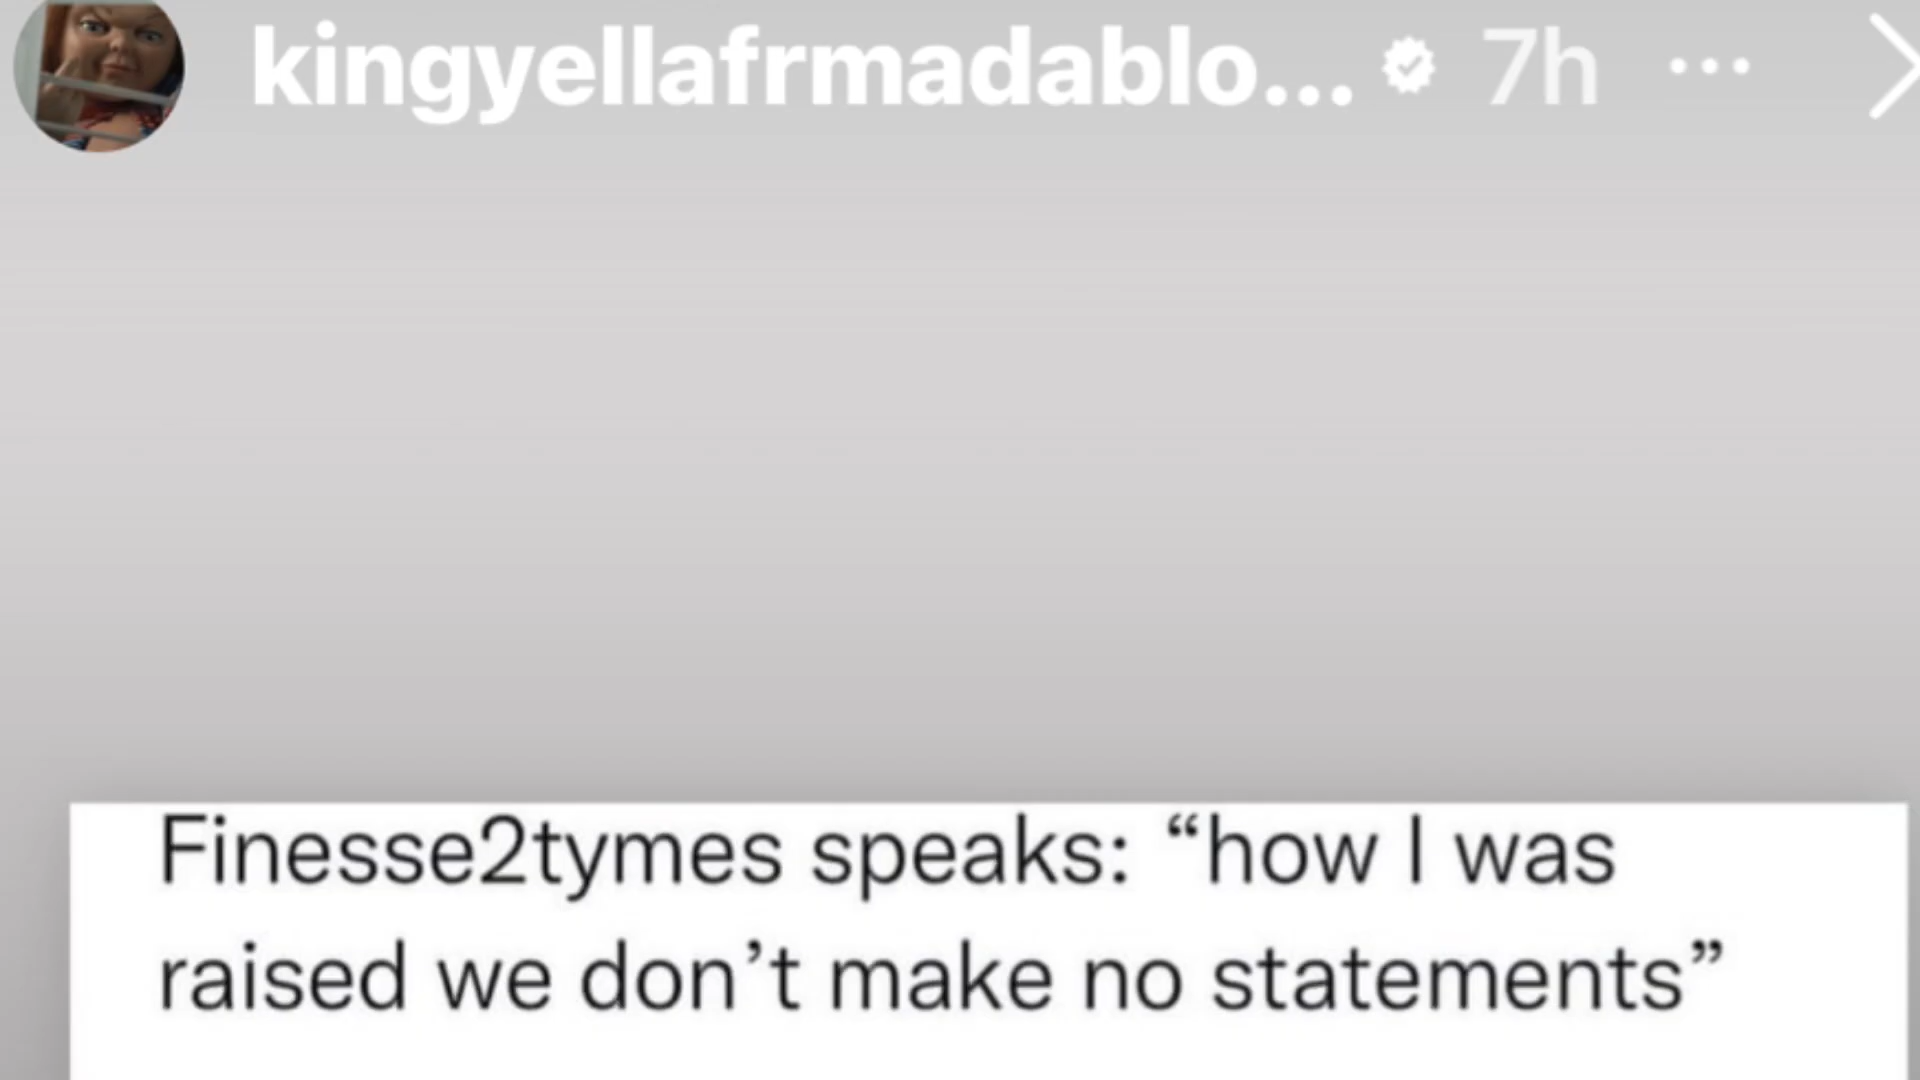 kingyellafrmadablo... 7h ...
Finesse2tymes speaks: “how I was
raised we don’t make no statements”